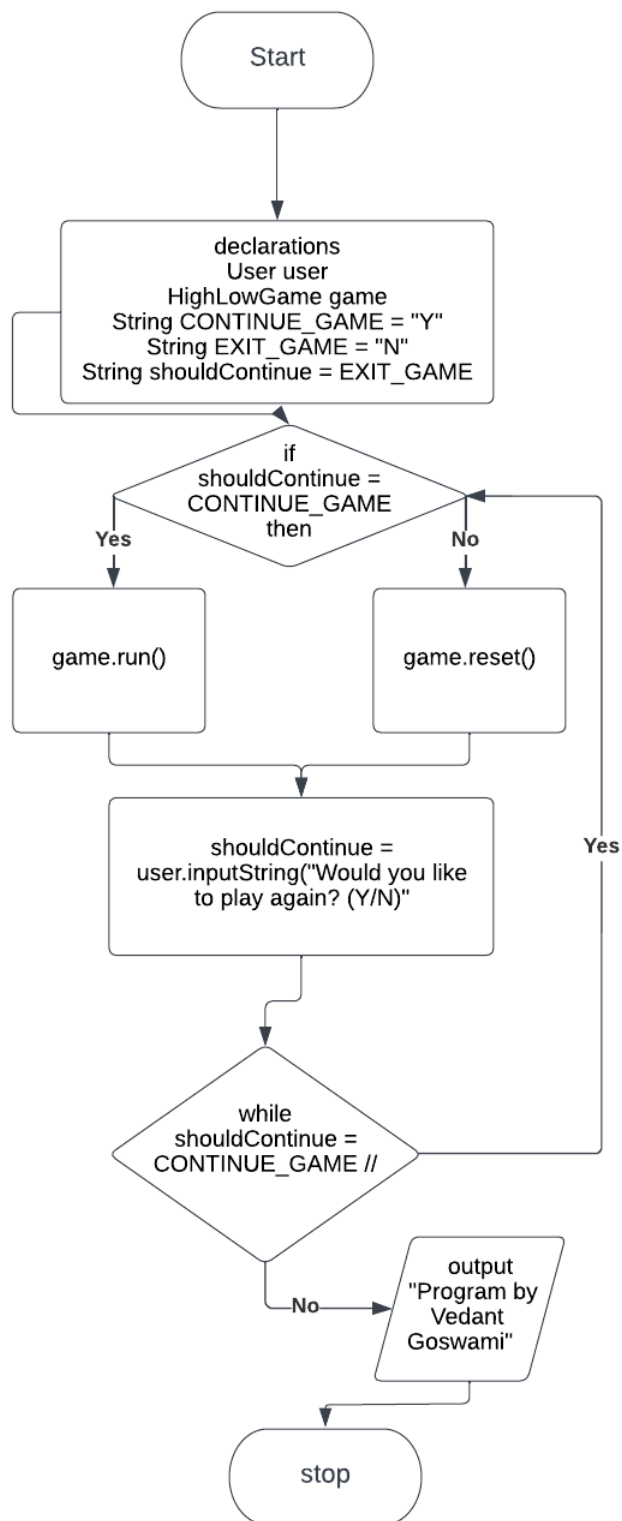 Start
declarations
User user
HighLowGame game
String CONTINUE_GAME = "Y"
String EXIT_GAME = "N"
String shouldContinue = EXIT_GAME
if
shouldContinue =
CONTINUE_GAME
then
Yes
No
game.run()
game.reset()
shouldContinue =
user.inputString("Would you like
to play again? (Y/N)"
Yes
while
shouldContinue =
CONTINUE_GAME //
No
output
"Program by
Vedant
Goswami"
stop